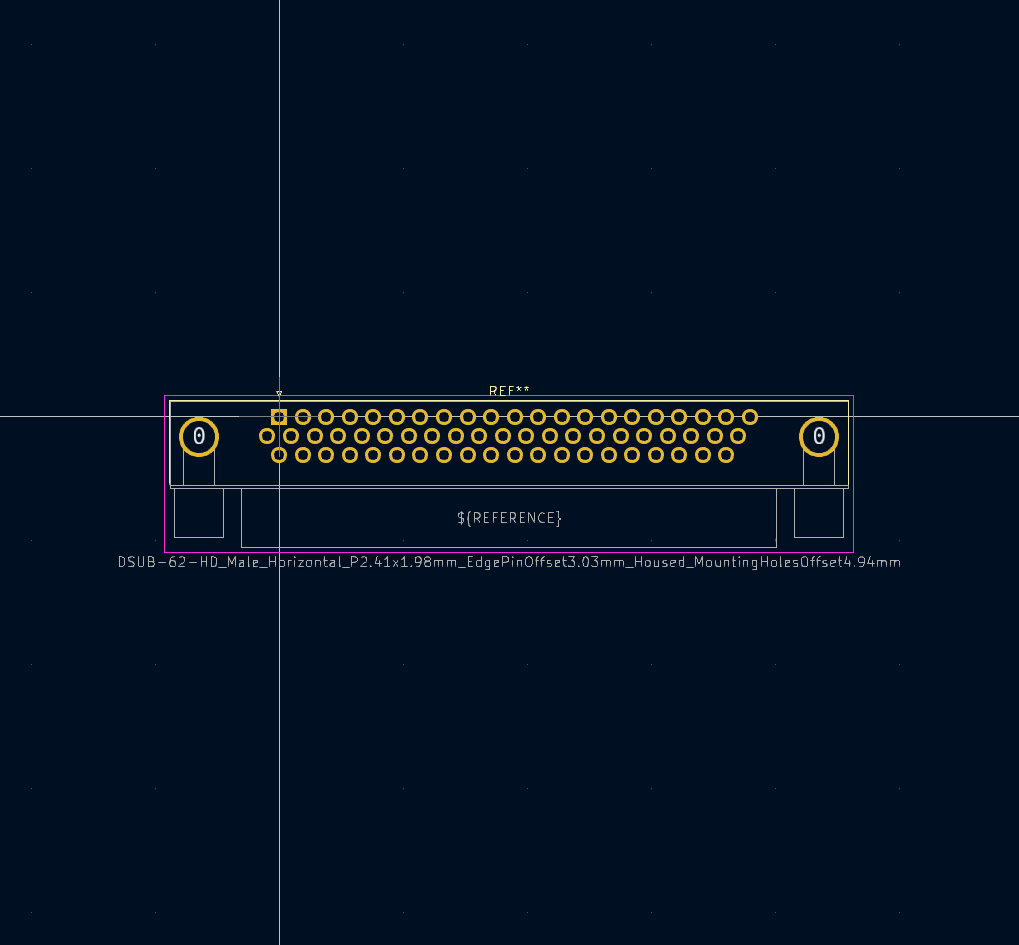 REF**
0 0
${REFERENCE}
DSUB-62-HD_Male_Horizontal_P2.41x1.98mm_EdgePinOffset3.03mm_Housed_MountingHolesOffset4.94mm